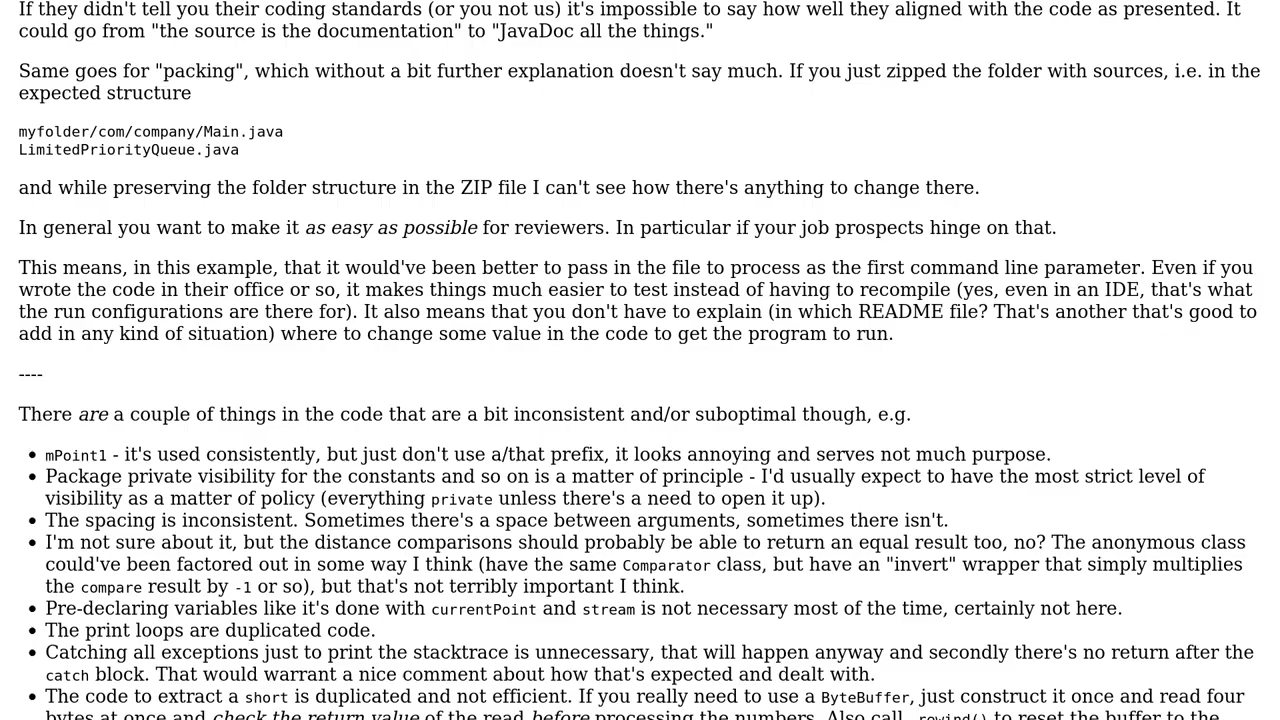 If they didn't tell you their coding standards (or you not us) it's impossible to say how well they aligned with the code as presented. It
could go from "the source is the documentation" to "JavaDoc all the things."
Same goes for "packing", which without a bit further explanation doesn't say much. If you just zipped the folder with sources, i.e. in the
expected structure
myfolder/com/company/Main.java
LimitedPriorityQueue.java
and while preserving the folder structure in the ZIP file I can't see how there's anything to change there.
In general you want to make it as easy as possible for reviewers. In particular if your job prospects hinge on that.
This means, in this example, that it would've been better to pass in the file to process as the first command line parameter. Even if you
wrote the code in their office or so, it makes things much easier to test instead of having to recompile (yes, even in an IDE, that's what
the run configurations are there for). It also means that you don't have to explain (in which README file? That's another that's good to
add in any kind of situation) where to change some value in the code to get the program to run.
----
There are a couple of things in the code that are a bit inconsistent and/or suboptimal though, e.g.
• mPoint1 - it's used consistently, but just don't use a/that prefix, it looks annoying and serves not much purpose.
• Package private visibility for the constants and so on is a matter of principle - I'd usually expect to have the most strict level of
visibility as a matter of policy (everything private unless there's a need to open it up).
• The spacing is inconsistent. Sometimes there's a space between arguments, sometimes there isn't.
• I'm not sure about it, but the distance comparisons should probably be able to return an equal result too, no? The anonymous class
could've been factored out in some way I think (have the same Comparator class, but have an "invert" wrapper that simply multiplies
the compare result by -1 or so), but that's not terribly important I think.
• Pre-declaring variables like it's done with currentPoint and stream is not necessary most of the time, certainly not here.
• The print loops are duplicated code.
• Catching all exceptions just to print the stacktrace is unnecessary, that will happen anyway and secondly there's no return after the
catch block. That would warrant a nice comment about how that's expected and dealt with.
• The code to extract a short is duplicated and not efficient. If you really need to use a ByteBuffer, just construct it once and read four
bytes at once and check the return value of the read before processing the numbers. Also call .rewind() to reset the buffer to the